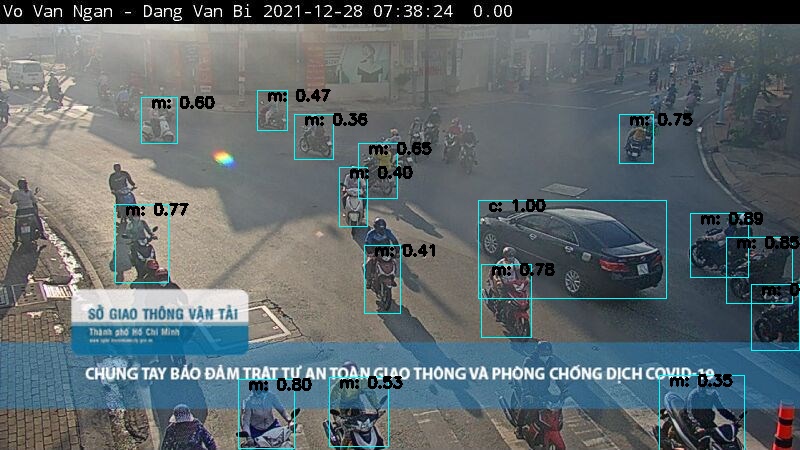 Vo Van Ngan - Dang Van Bi 2021-12-28 07:38:24 0.00
m: 0.60
m: 0.47
m: 0.36
m: 0.75
m: 0.65
m: 0.40
m: 0.77
c: 1.00
m: 0.89
m: 0.41
m: 0.85
m: 0.78
SỞ GIAO THÔNG VẬN TẢI
Thành phố Hồ Chí Minh
CHUNG TAY BẢO ĐẢM TRẬT TỰ AN TOÀN GIAO THÔNG VÀ PHÒNG CHỐNG DỊCH COVID-19
m: 0.80
m: 0.53
m: 0.35